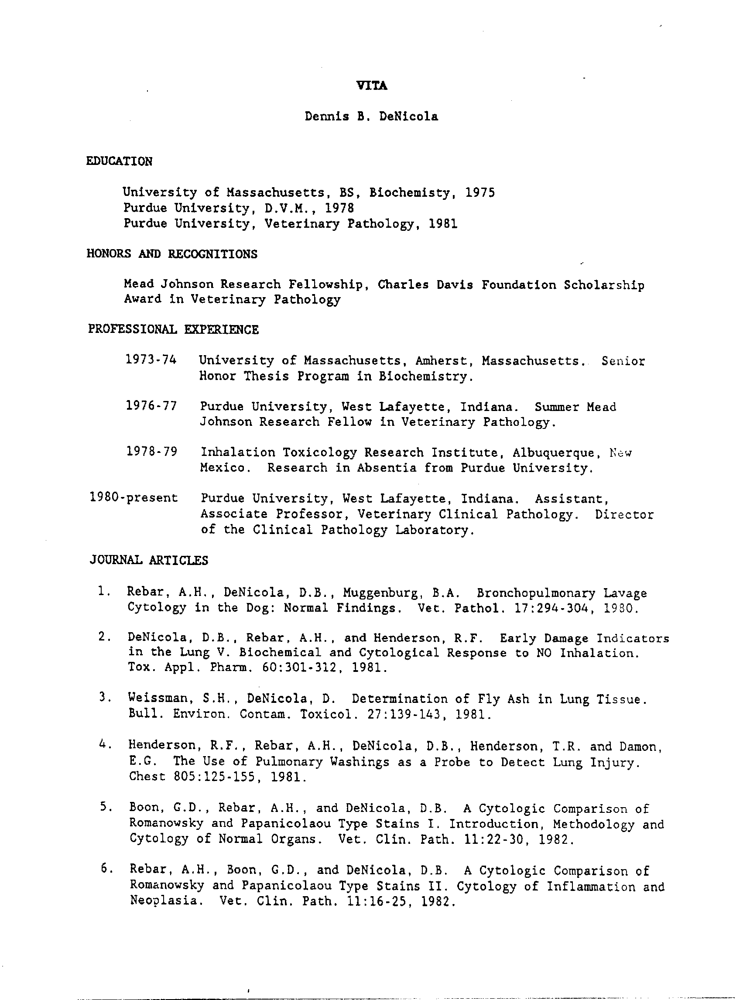 VITA
Dennis B. DeNicola
EDUCATION
University of Massachusetts, BS, Biochemisty, 1975
Purdue University, D.V.M., 1978
Purdue University, Veterinary Pathology, 1981
HONORS AND RECOGNITIONS
Mead Johnson Research Fellowship, Charles Davis Foundation Scholarship
Award in Veterinary Pathology
PROFESSIONAL EXPERIENCE
1973-74 University of Massachusetts, Amherst, Massachusetts. Senior
Honor Thesis Program in Biochemistry.
1976-77 Purdue University, West Lafayette, Indiana. Summer Mead
Johnson Research Fellow in Veterinary Pathology.
1978-79 Inhalation Toxicology Research Institute, Albuquerque, New
Mexico. Research in Absentia from Purdue University.
1980-present Purdue University, West Lafayette, Indiana. Assistant,
Associate Professor, Veterinary Clinical Pathology. Director
of the Clinical Pathology Laboratory.
JOURNAL ARTICLES
1. Rebar, A.H., DeNicola, D.B., Muggenburg, B.A. Bronchopulmonary Lavage
Cytology in the Dog: Normal Findings. Vet. Pathol. 17:294-304, 1980.
2. DeNicola, D.B., Rebar, A.H., and Henderson, R.F. Early Damage Indicators
in the Lung V. Biochemical and Cytological Response to NO Inhalation.
Tox. Appl. Pharm. 60:301-312, 1981.
3. Weissman, S.H., DeNicola, D. Determination of Fly Ash in Lung Tissue.
Bull. Environ. Contam. Toxicol. 27:139-143, 1981.
4. Henderson, R.F., Rebar, A.H., DeNicola, D.B., Henderson, T.R. and Damon,
E.G. The Use of Pulmonary Washings as a Probe to Detect Lung Injury.
Chest 805:125-155, 1981.
5. Boon, G.D., Rebar, A.H., and DeNicola, D.B. A Cytologic Comparison of
Romanowsky and Papanicolaou Type Stains I. Introduction, Methodology and
Cytology of Normal Organs. Vet. Clin. Path. 11:22-30, 1982.
6. Rebar, A.H., Boon, G.D., and DeNicola, D.B. A Cytologic Comparison of
Romanowsky and Papanicolaou Type Stains II. Cytology of Inflammation and
Neoplasia. Vet. Clin. Path. 11:16-25, 1982.